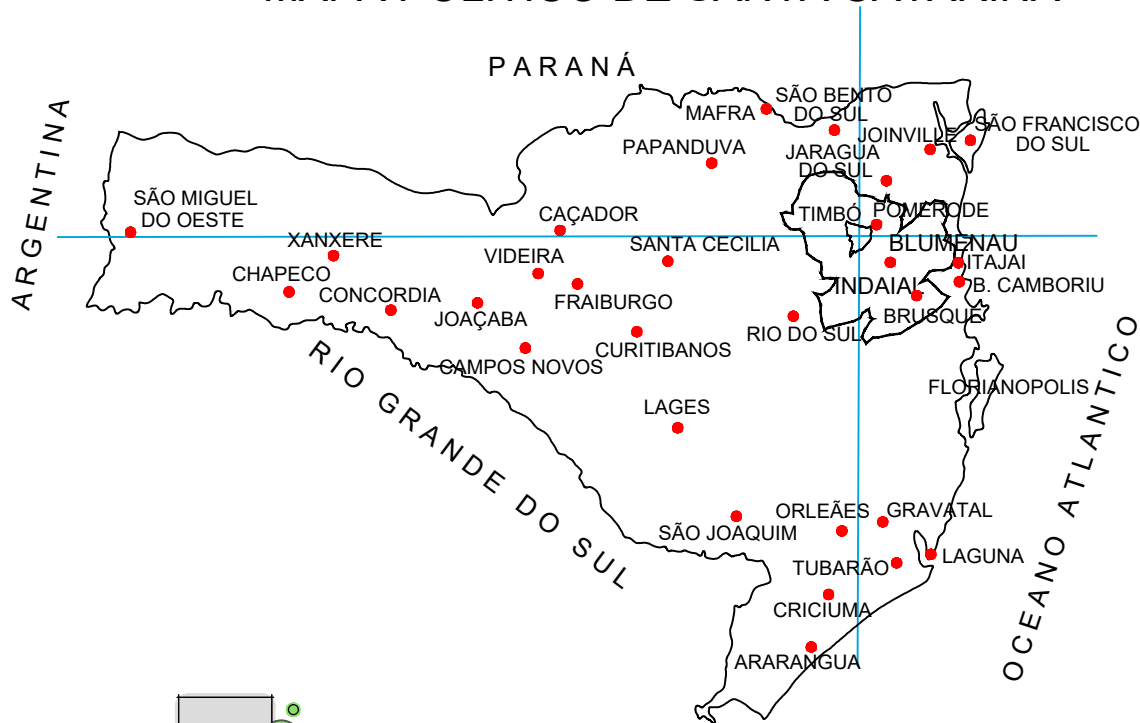 PARANÁ
ARGENTINA
MAFRA
SÃO BENTO
DO SUL
JOINVILLE
SÃO FRANCISCO
DO SUL
PAPANDUVA
JARAGUA
DO SUL
SÃO MIGUEL
DO OESTE
CAÇADOR
TIMBÓ
POMERODE
XANXERE
VIDEIRA
SANTA CECILIA
BLUMENAU
ITAJAI
CHAPECO
CONCORDIA
FRAIBURGO
INDAIAL
B. CAMBORIU
JOAÇABA
BRUSQUE
RIO DO SUL
CURITIBANOS
CAMPOS NOVOS
FLORIANOPOLIS
LAGES
RIO GRANDE DO SUL
OCEANO ATLANTICO
ORLEÃES
GRAVATAL
SÃO JOAQUIM
LAGUNA
TUBARÃO
CRICIUMA
ARARANGUA